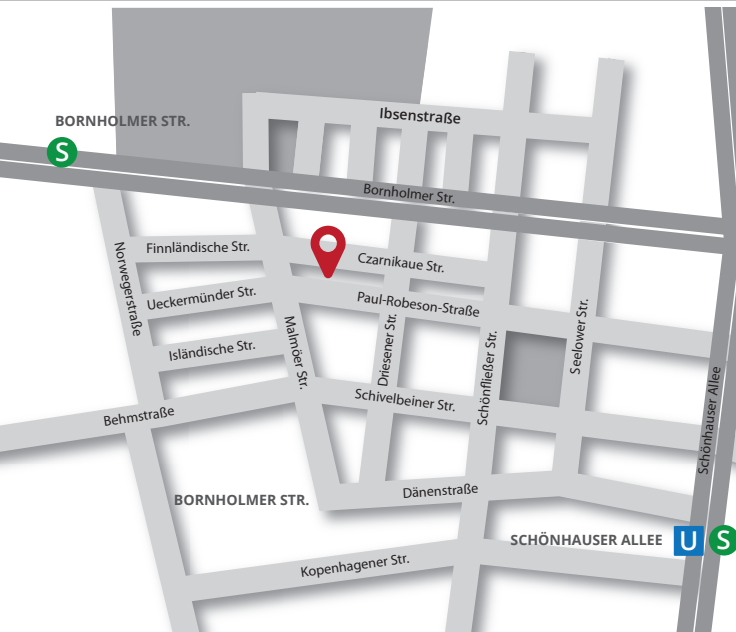 Ibsenstraße
BORNHOLMER STR.
S
Bornholmer Str.
Finnländische Str.
Czarnikaue Str.
Norwegerstraße
Ueckermünder Str.
Paul-Robeson-Straße
Malmöer Str.
Driesener Str.
Schönfließer Str.
Seelower Str.
Isländische Str.
Schönhauser Allee
Schivelbeiner Str.
Behmstraße
Dänenstraße
BORNHOLMER STR.
SCHÖNHAUSER ALLEE U S
Kopenhagener Str.